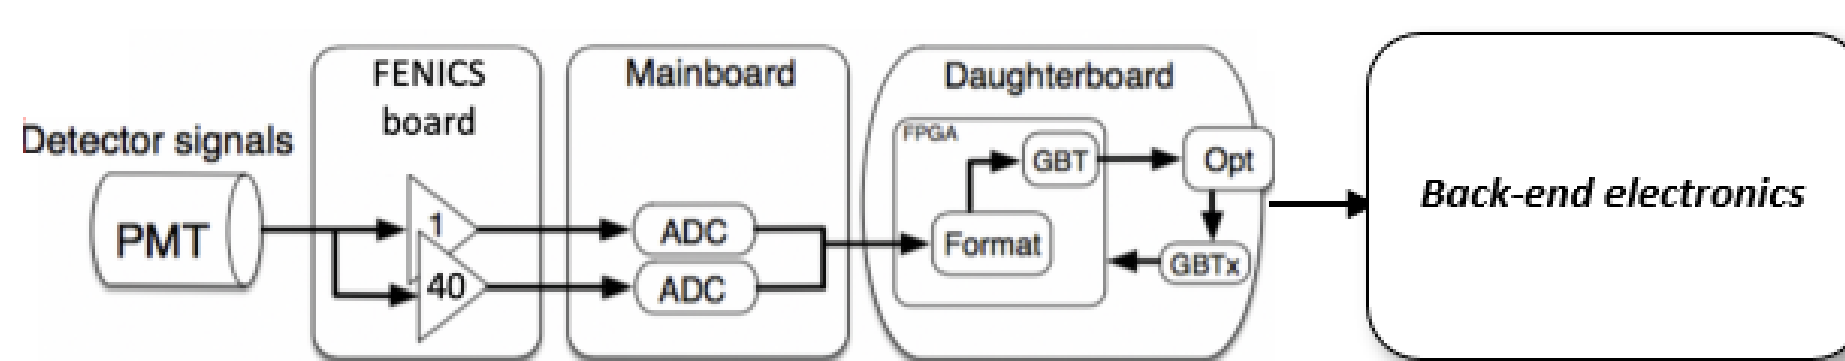 Detector signals
PMT
FENICS
board
1
40
Mainboard
ADC
ADC
Daughterboard
FPGA
GBT
Format
Opt
GBTx
Back-end electronics